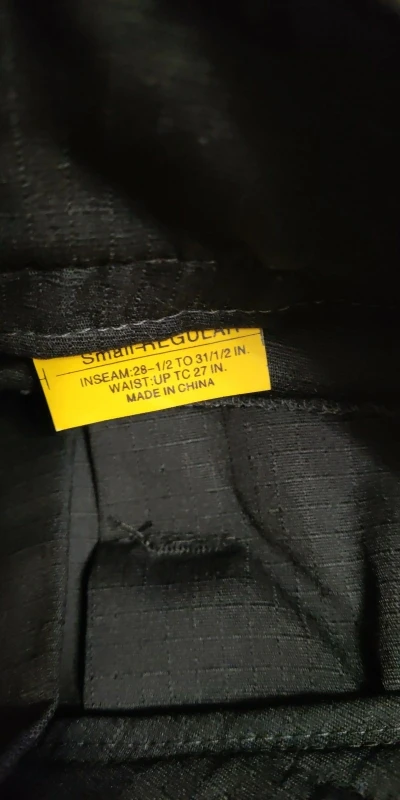 Small-REGULAR
INSEAM:28-1/2 TO 31/1/2 IN.
WAIST:UP TC 27 IN.
MADE IN CHINA